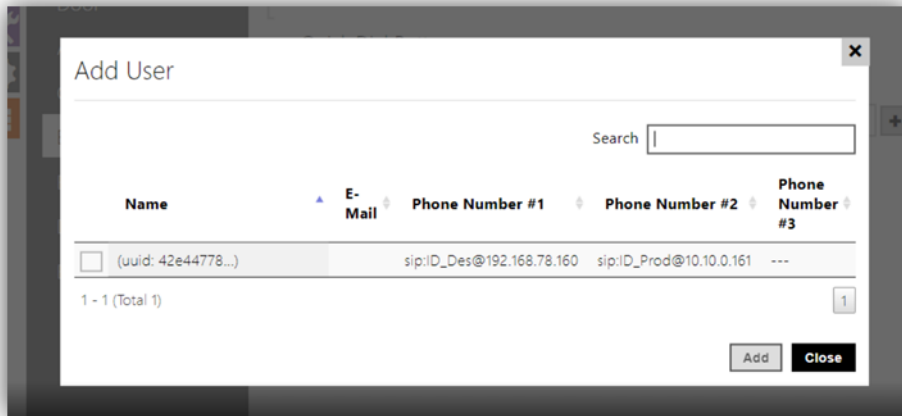 Add User
Search
Name E-Mail Phone Number #1 Phone Number #2 Phone Number #3
(uuid: 42e44778...) sip:ID_Des@192.168.78.160 sip:ID_Prod@10.10.0.161 ---
1 - 1 (Total 1) 1
Add Close